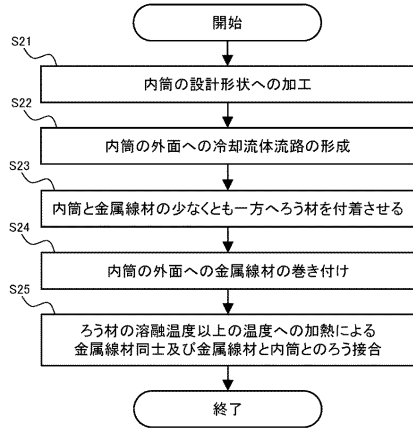 開始
S21
内筒の設計形状への加工
S22
内筒の外面への冷却流体流路の形成
S23
内筒と金属線材の少なくとも一方へろう材を付着させる
S24
内筒の外面への金属線材の巻き付け
S25
ろう材の溶融温度以上の温度への加熱による
金属線材同士及び金属線材と内筒とのろう接合
終了